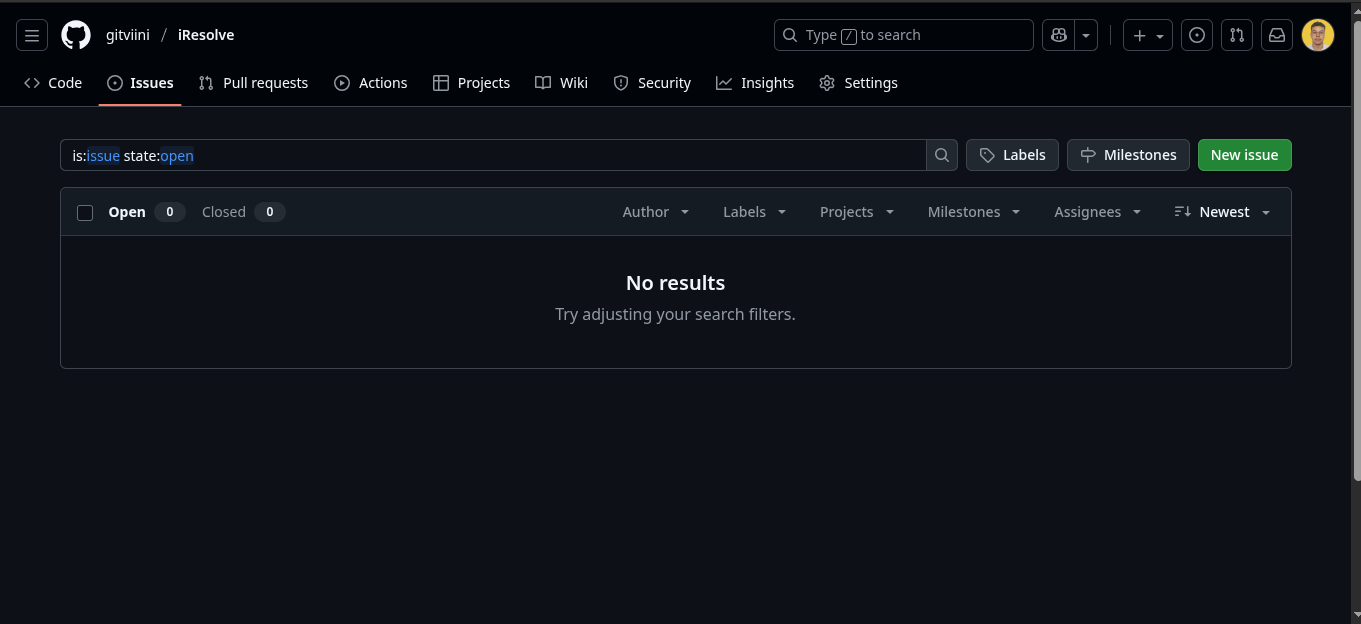 gitviini / iResolve Type / to search
Code Issues Pull requests Actions Projects Wiki Security Insights Settings
is:issue state:open Labels Milestones New issue
Open 0 Closed 0 Author Labels Projects Milestones Assignees Newest
No results
Try adjusting your search filters.